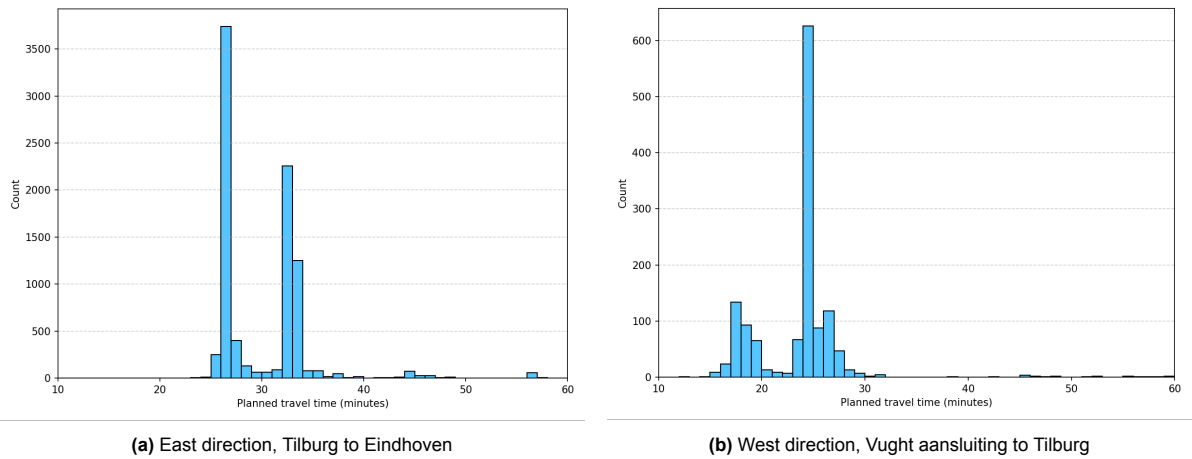 3500
3000
2500
2000
1500
1000
500
0
Count
10 20 30 40 50 60
Planned travel time (minutes)
(a) East direction, Tilburg to Eindhoven
600
500
400
300
200
100
0
Count
10 20 30 40 50 60
Planned travel time (minutes)
(b) West direction, Vught aansluiting to Tilburg